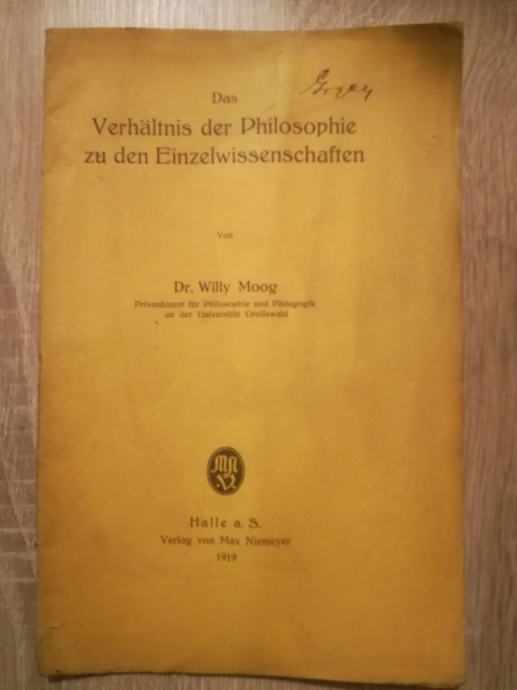 Das
Verhältnis der Philosophie
zu den Einzelwissenschaften
Von
Dr. Willy Moog
Privatdozent für Philosophie und Pädagogik
an der Universität Greifswald
MN
V
Halle a. S.
Verlag von Max Niemeyer
1919